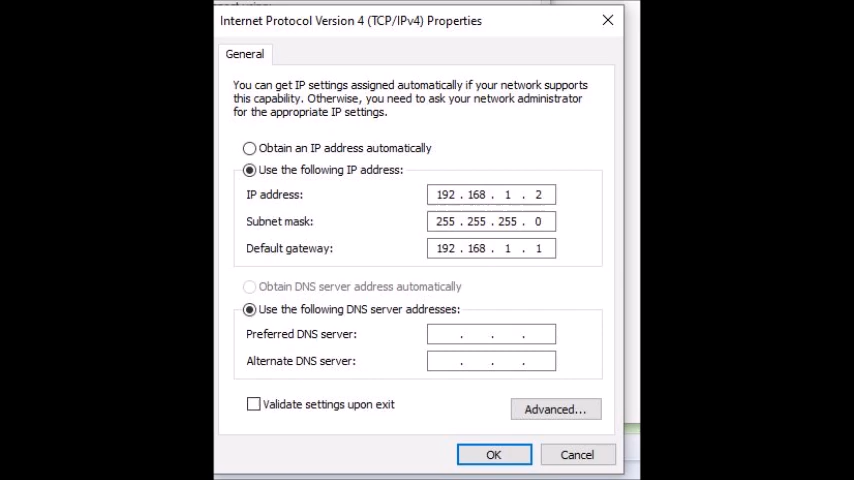 Internet Protocol Version 4 (TCP/IPv4) Properties
General
You can get IP settings assigned automatically if your network supports
this capability. Otherwise, you need to ask your network administrator
for the appropriate IP settings.
Obtain an IP address automatically
Use the following IP address:
IP address: 192 . 168 . 1 . 2
Subnet mask: 255 . 255 . 255 . 0
Default gateway: 192 . 168 . 1 . 1
Obtain DNS server address automatically
Use the following DNS server addresses:
Preferred DNS server: . . .
Alternate DNS server: . . .
Validate settings upon exit
Advanced...
OK Cancel